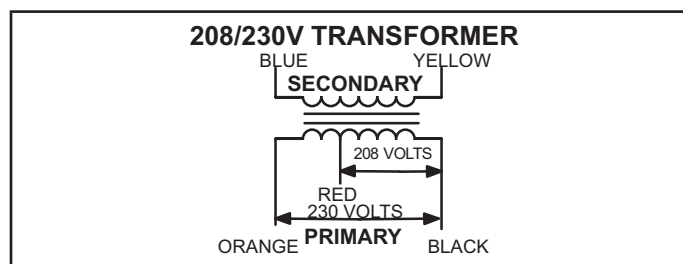 208/230V TRANSFORMER
BLUE YELLOW
SECONDARY
208 VOLTS
RED
230 VOLTS
PRIMARY
ORANGE BLACK